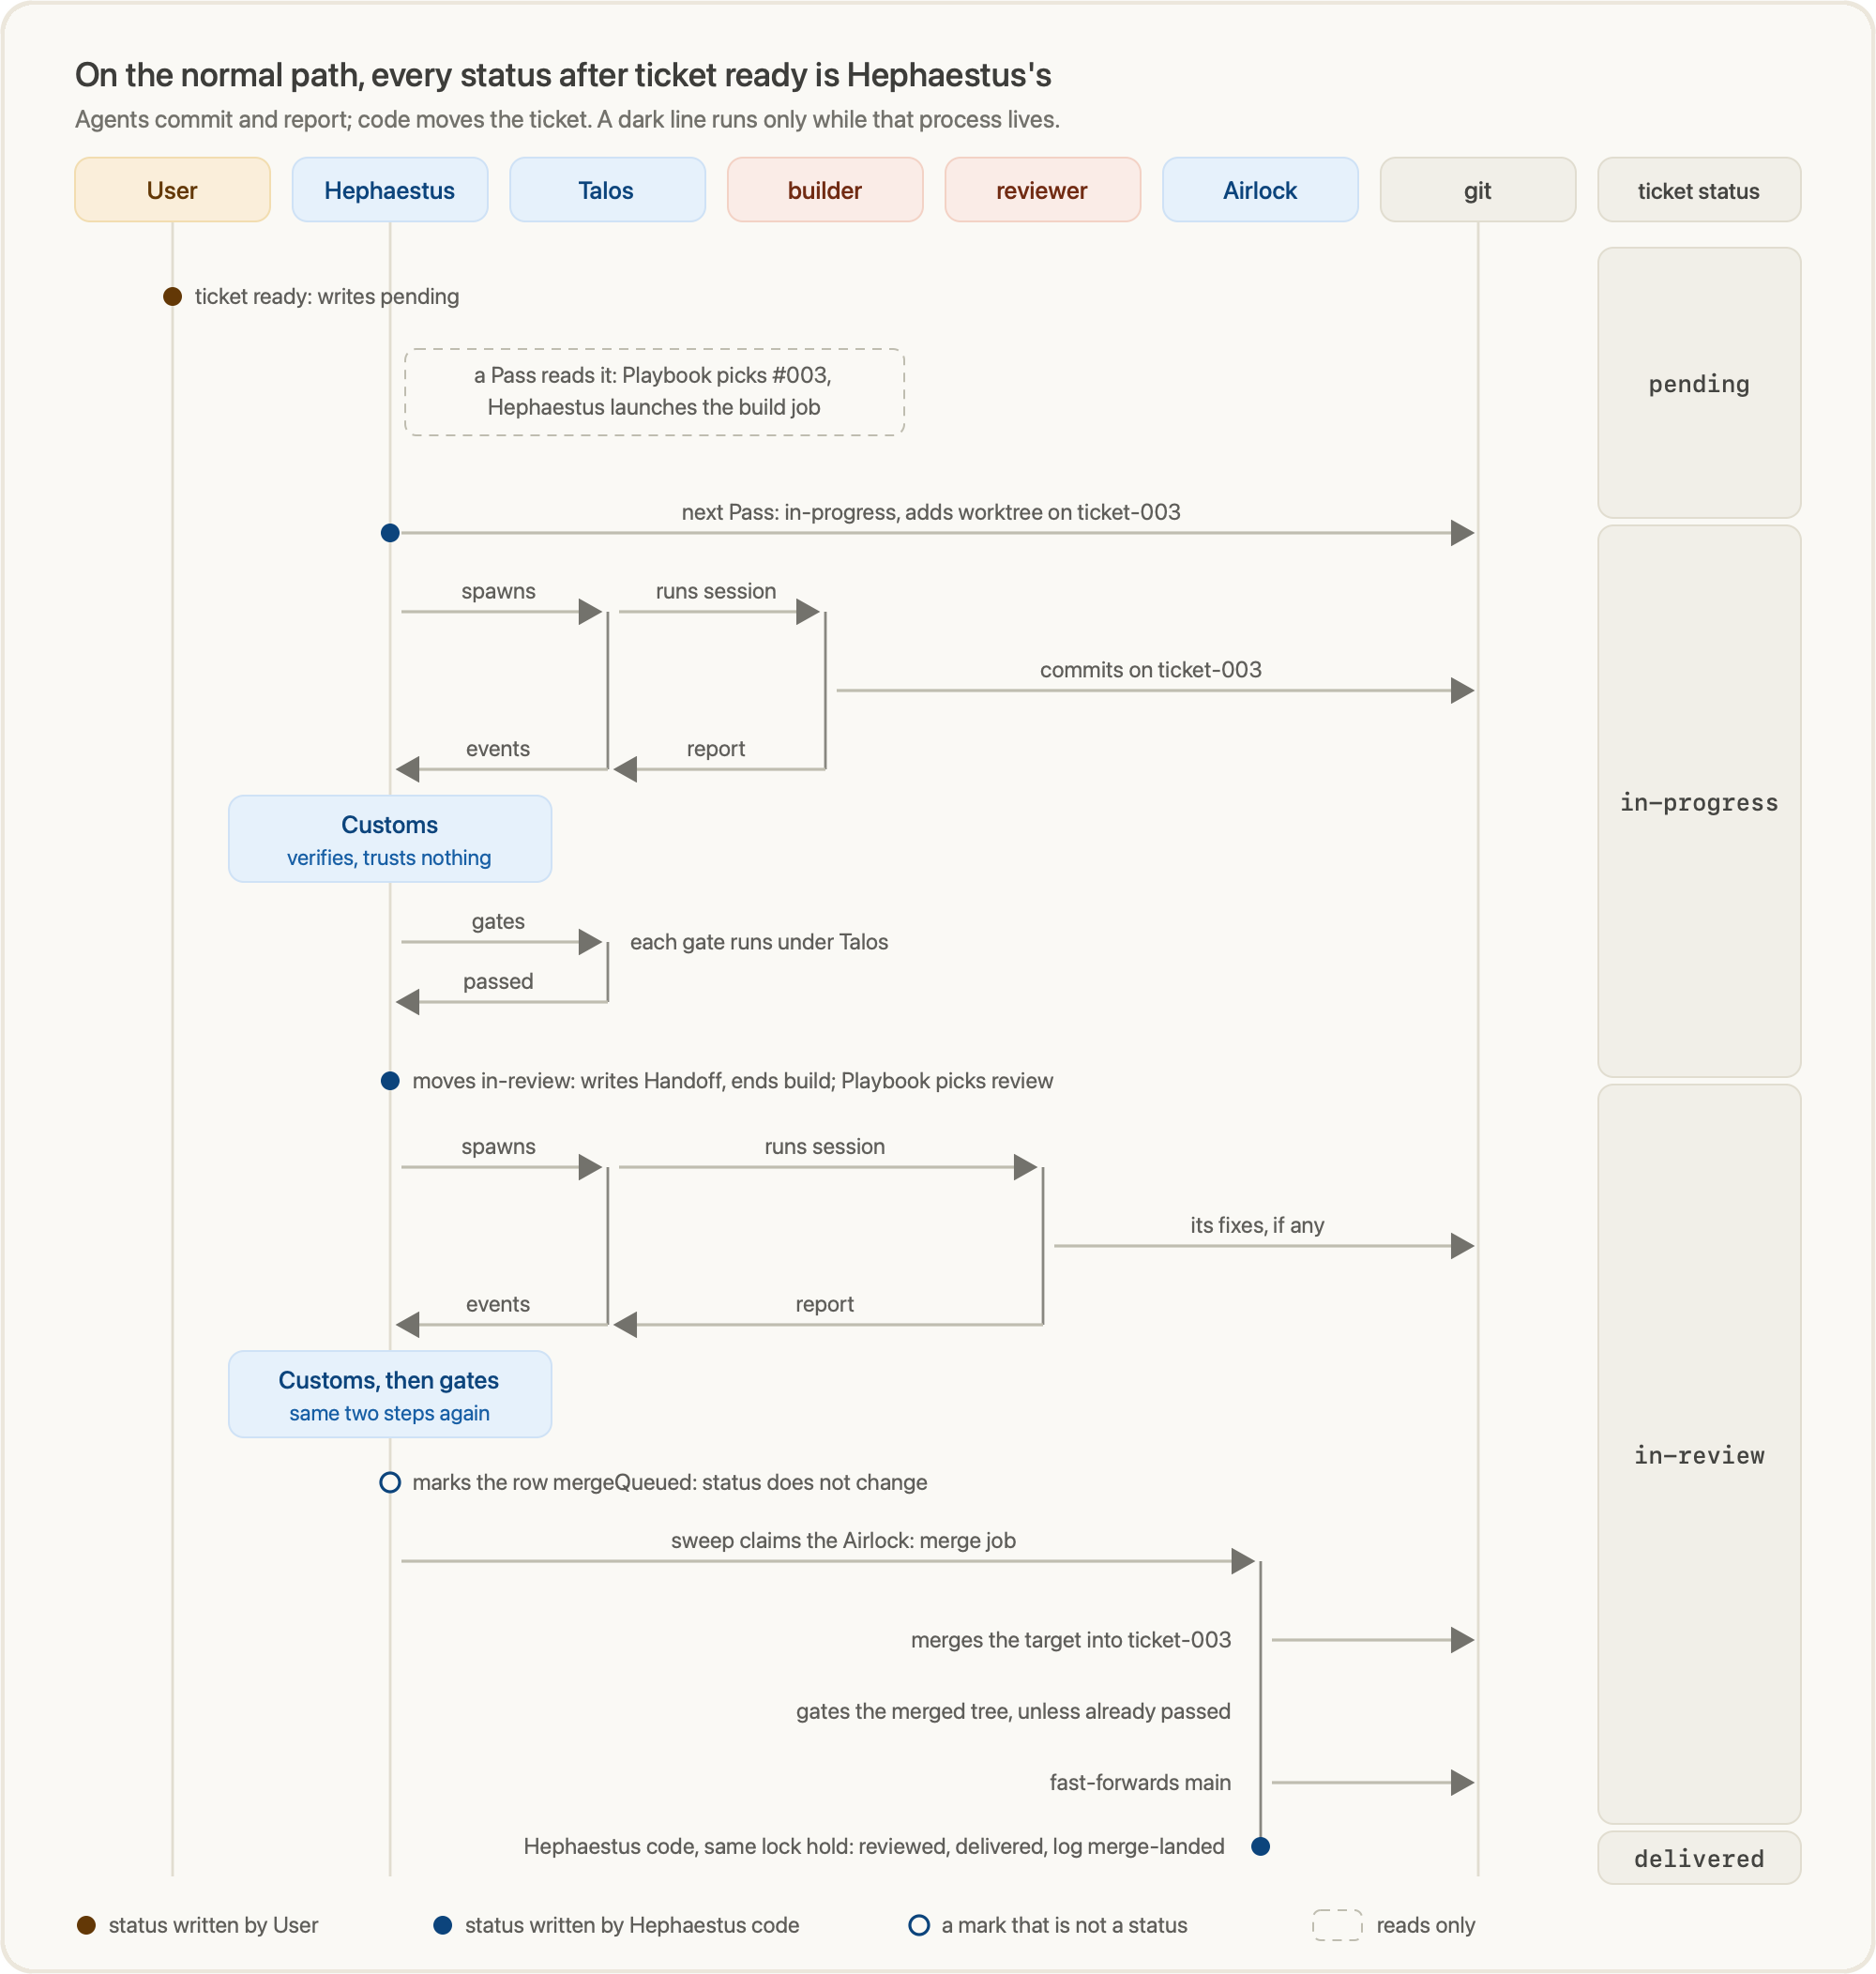 On the normal path, every status after ticket ready is Hephaestus's
Agents commit and report; code moves the ticket. A dark line runs only while that process lives.
User
Hephaestus
Talos
builder
reviewer
Airlock
git
ticket status
ticket ready: writes pending
a Pass reads it: Playbook picks #003,
Hephaestus launches the build job
pending
next Pass: in-progress, adds worktree on ticket-003
spawns
runs session
commits on ticket-003
events
report
in-progress
Customs
verifies, trusts nothing
gates
each gate runs under Talos
passed
moves in-review: writes Handoff, ends build; Playbook picks review
spawns
runs session
its fixes, if any
events
report
Customs, then gates
same two steps again
in-review
marks the row mergeQueued: status does not change
sweep claims the Airlock: merge job
merges the target into ticket-003
gates the merged tree, unless already passed
fast-forwards main
Hephaestus code, same lock hold: reviewed, delivered, log merge-landed
delivered
status written by User
status written by Hephaestus code
a mark that is not a status
reads only